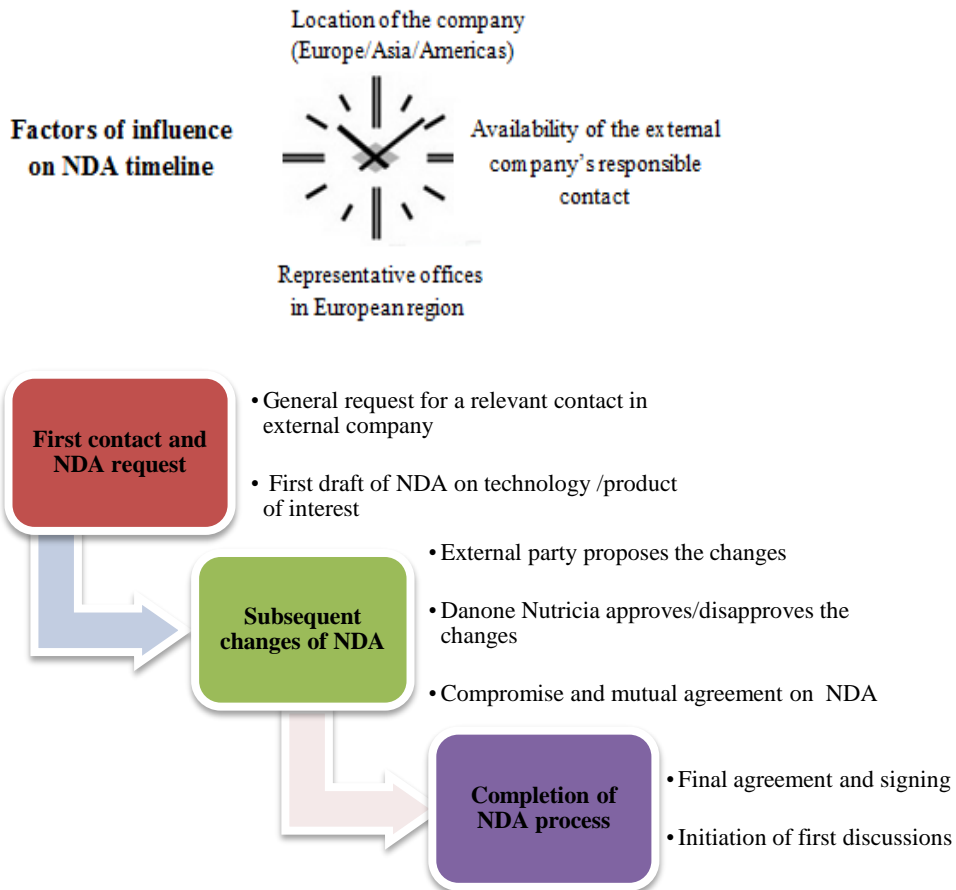 Location of the company
(Europe/Asia/Americas)
Factors of influence
on NDA timeline
Availability of the external
company's responsible
contact
Representative offices
in European region
First contact and
NDA request
• General request for a relevant contact in
external company
• First draft of NDA on technology /product
of interest
Subsequent
changes of NDA
• External party proposes the changes
• Danone Nutricia approves/disapproves the
changes
• Compromise and mutual agreement on NDA
Completion of
NDA process
• Final agreement and signing
• Initiation of first discussions